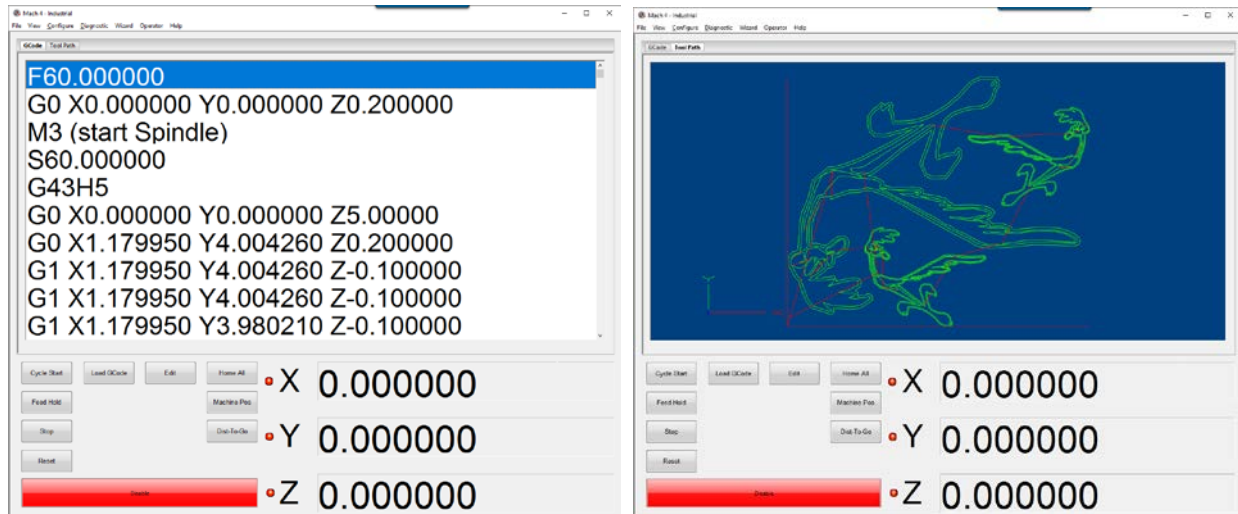 Mach 4 - Industrial
File View Configure Diagnostic Wizard Operator Help
GCode Tool Path
F60.000000
G0 X0.000000 Y0.000000 Z0.200000
M3 (start Spindle)
S60.000000
G43H5
G0 X0.000000 Y0.000000 Z5.00000
G0 X1.179950 Y4.004260 Z0.200000
G1 X1.179950 Y4.004260 Z-0.100000
G1 X1.179950 Y4.004260 Z-0.100000
G1 X1.179950 Y3.980210 Z-0.100000
Cycle Start Load GCode Edit Home All X 0.000000
Feed Hold Machine Pos
Stop Dist-To-Go Y 0.000000
Reset
Disable Z 0.000000
Mach 4 - Industrial
File View Configure Diagnostic Wizard Operator Help
GCode Tool Path
Y
Cycle Start Load GCode Edit Home All X 0.000000
Feed Hold Machine Pos
Stop Dist-To-Go Y 0.000000
Reset
Disable Z 0.000000